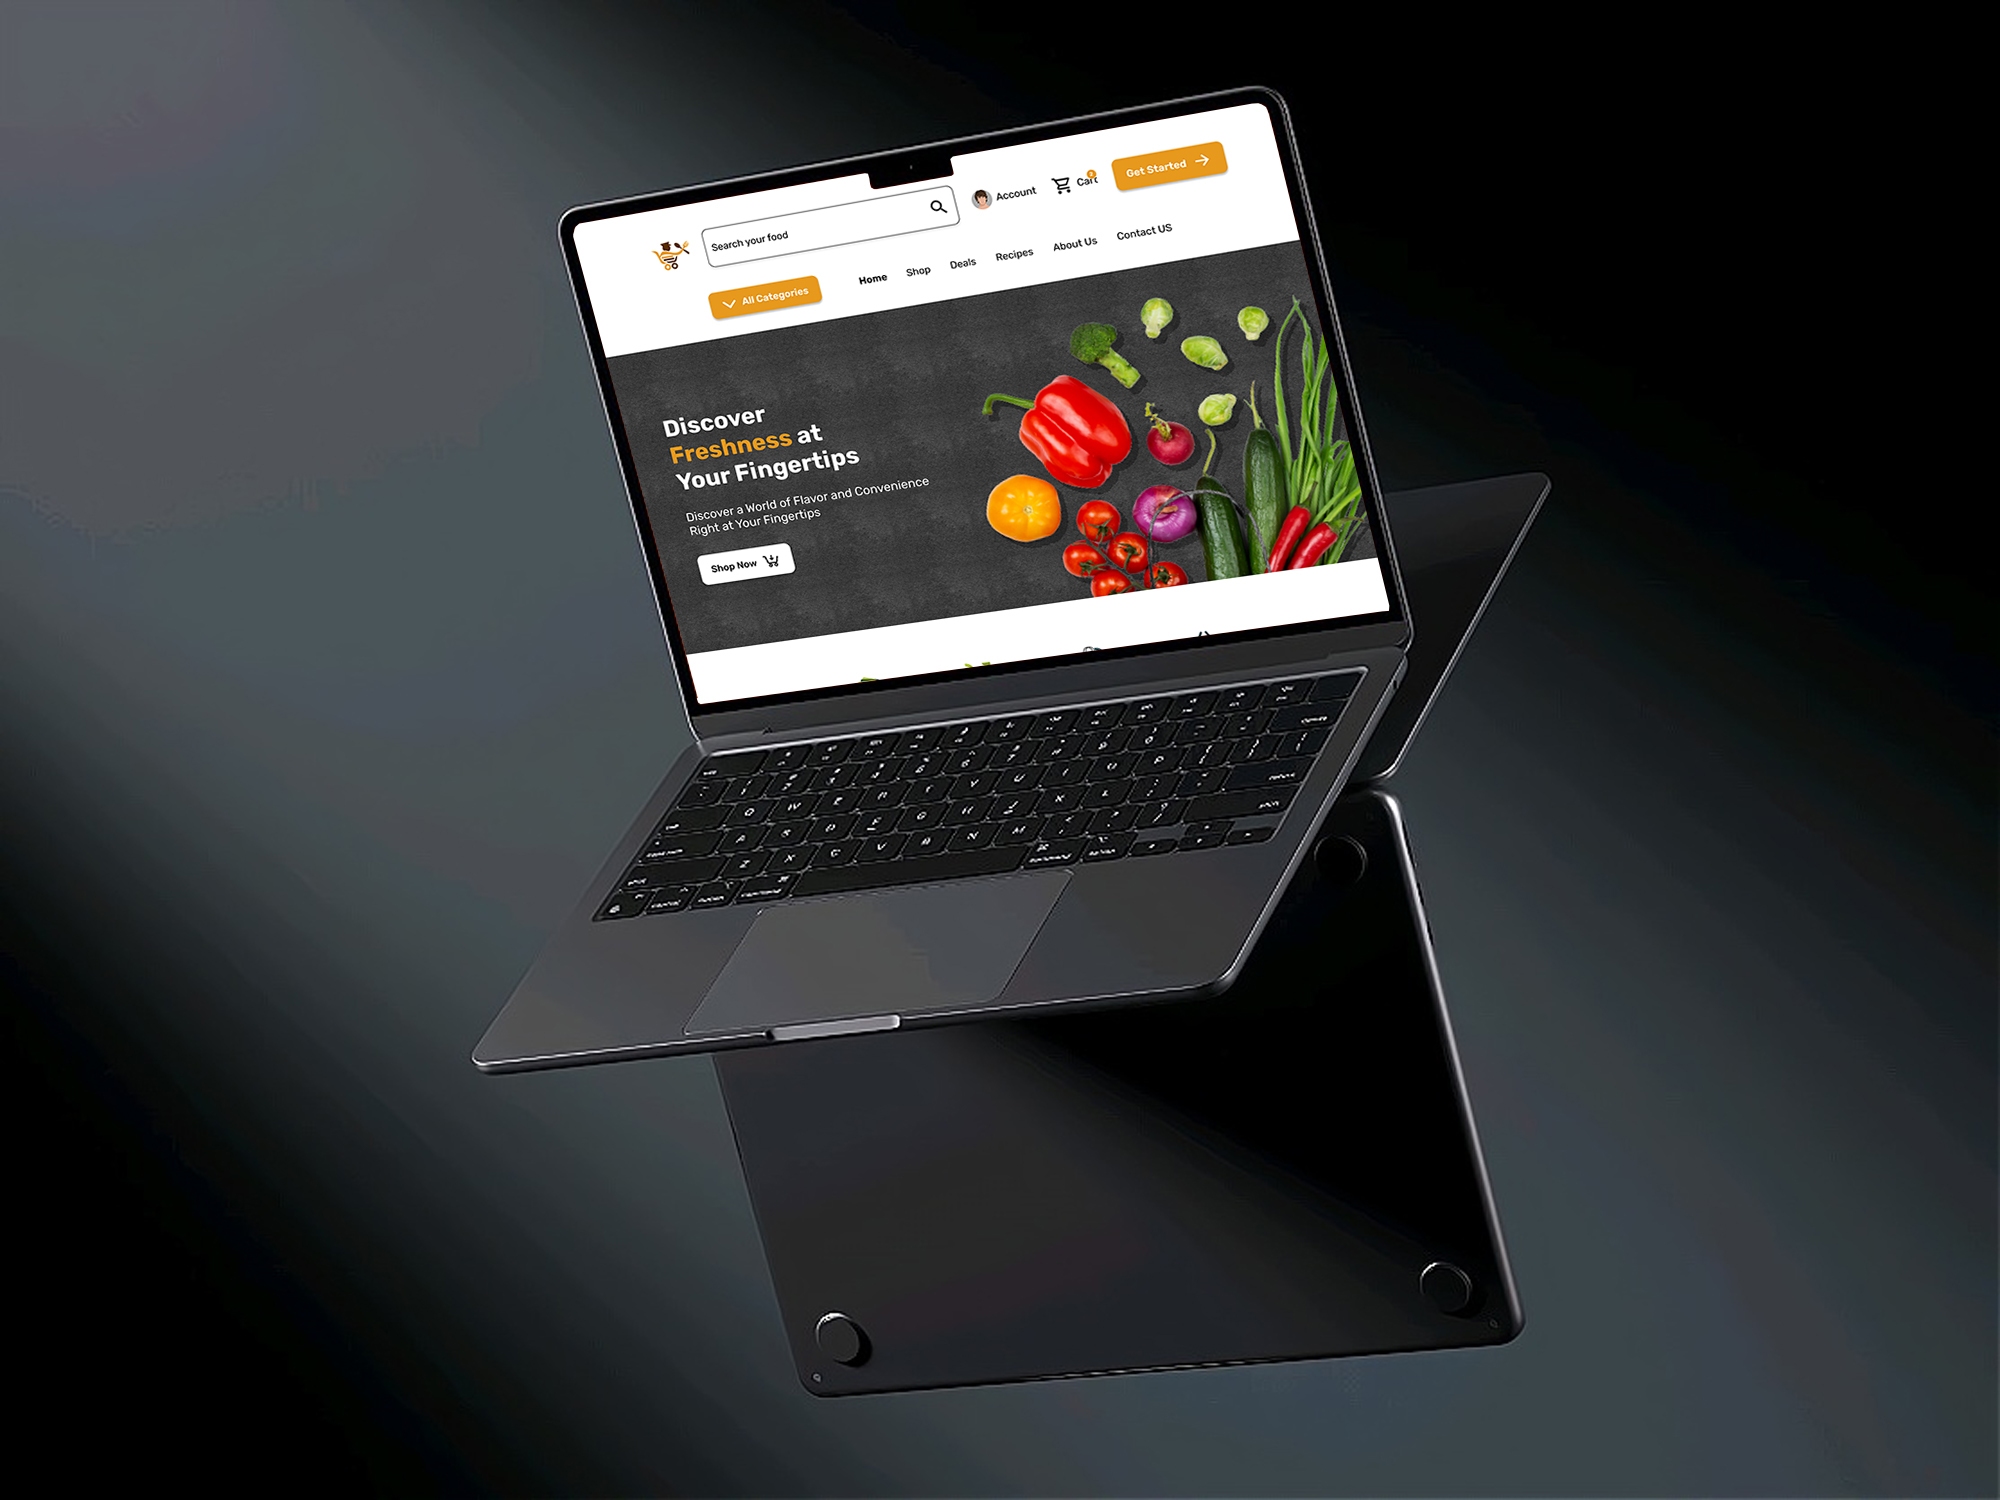 Search your food
Account
Cart
Get Started
All Categories
Home
Shop
Deals
Recipes
About Us
Contact US
Discover
Freshness at
Your Fingertips
Discover a World of Flavor and Convenience
Right at Your Fingertips
Shop Now